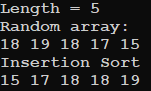 Length = 5
Random array:
18 19 18 17 15
Insertion Sort
15 17 18 18 19